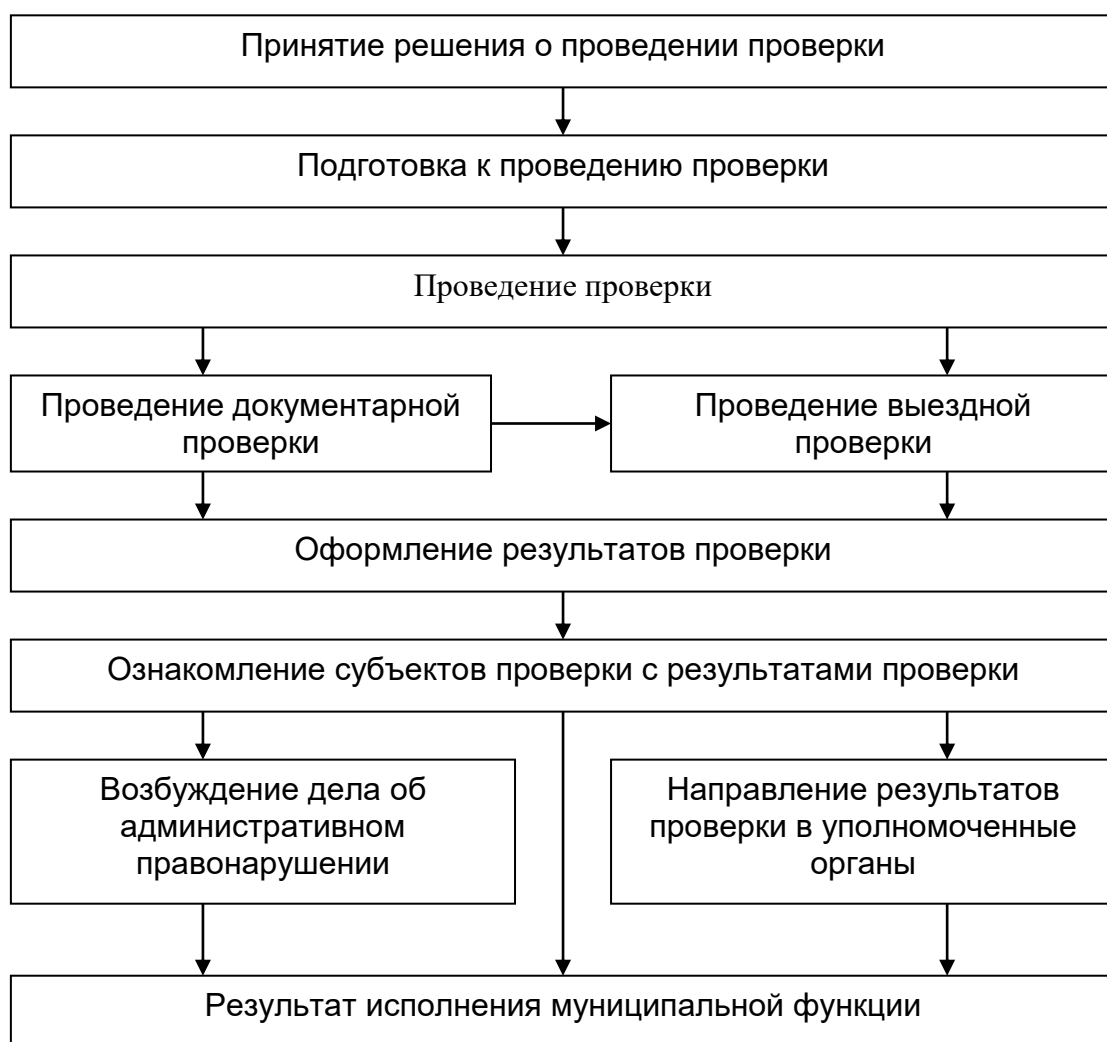 Принятие решения о проведении проверки
Подготовка к проведению проверки
Проведение проверки
Проведение документарной
проверки
Проведение выездной
проверки
Оформление результатов проверки
Ознакомление субъектов проверки с результатами проверки
Возбуждение дела об
административном
правонарушении
Направление результатов
проверки в уполномоченные
органы
Результат исполнения муниципальной функции